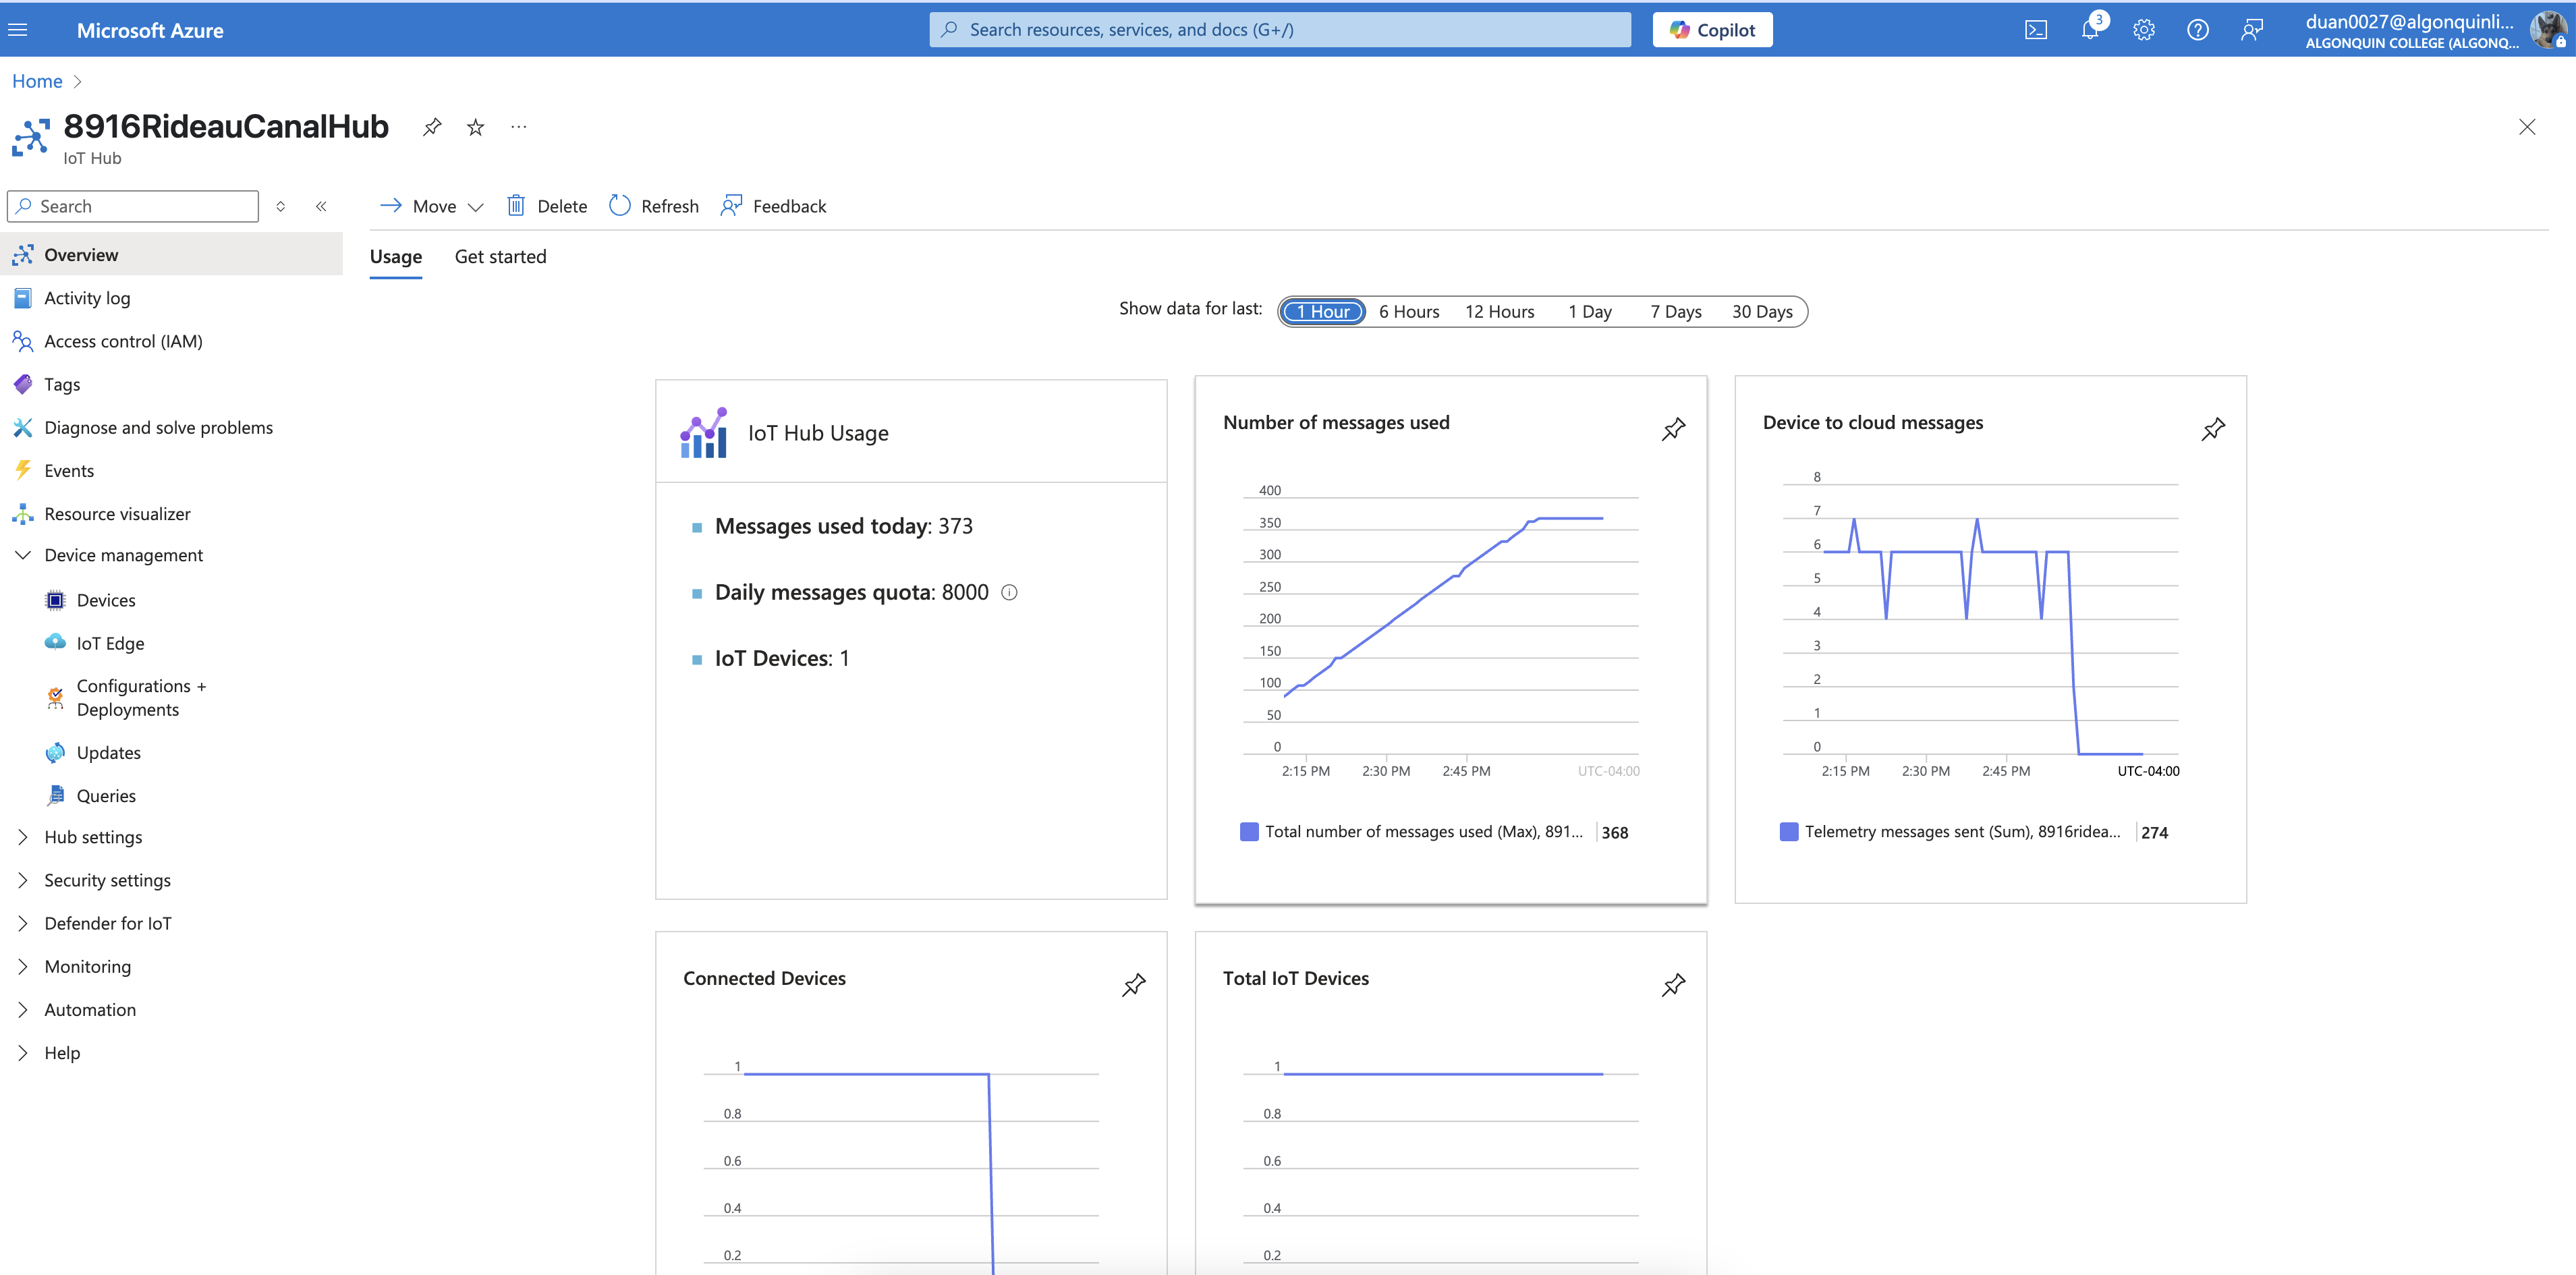 Microsoft Azure
Search resources, services, and docs (G+/)
Copilot
3
duan0027@algonquinli...
ALGONQUIN COLLEGE (ALGONQ...
Home
8916RideauCanalHub
IoT Hub
Search
Move
Delete
Refresh
Feedback
Overview
Activity log
Access control (IAM)
Tags
Diagnose and solve problems
Events
Resource visualizer
Device management
Devices
IoT Edge
Configurations +
Deployments
Updates
Queries
Hub settings
Security settings
Defender for IoT
Monitoring
Automation
Help
Usage
Get started
Show data for last:
1 Hour
6 Hours
12 Hours
1 Day
7 Days
30 Days
IoT Hub Usage
Messages used today: 373
Daily messages quota: 8000
IoT Devices: 1
Number of messages used
400
350
300
250
200
150
100
50
0
2:15 PM
2:30 PM
2:45 PM
UTC-04:00
Total number of messages used (Max), 891...
368
Device to cloud messages
8
7
6
5
4
3
2
1
0
2:15 PM
2:30 PM
2:45 PM
UTC-04:00
Telemetry messages sent (Sum), 8916ridea...
274
Connected Devices
1
0.8
0.6
0.4
0.2
Total IoT Devices
1
0.8
0.6
0.4
0.2